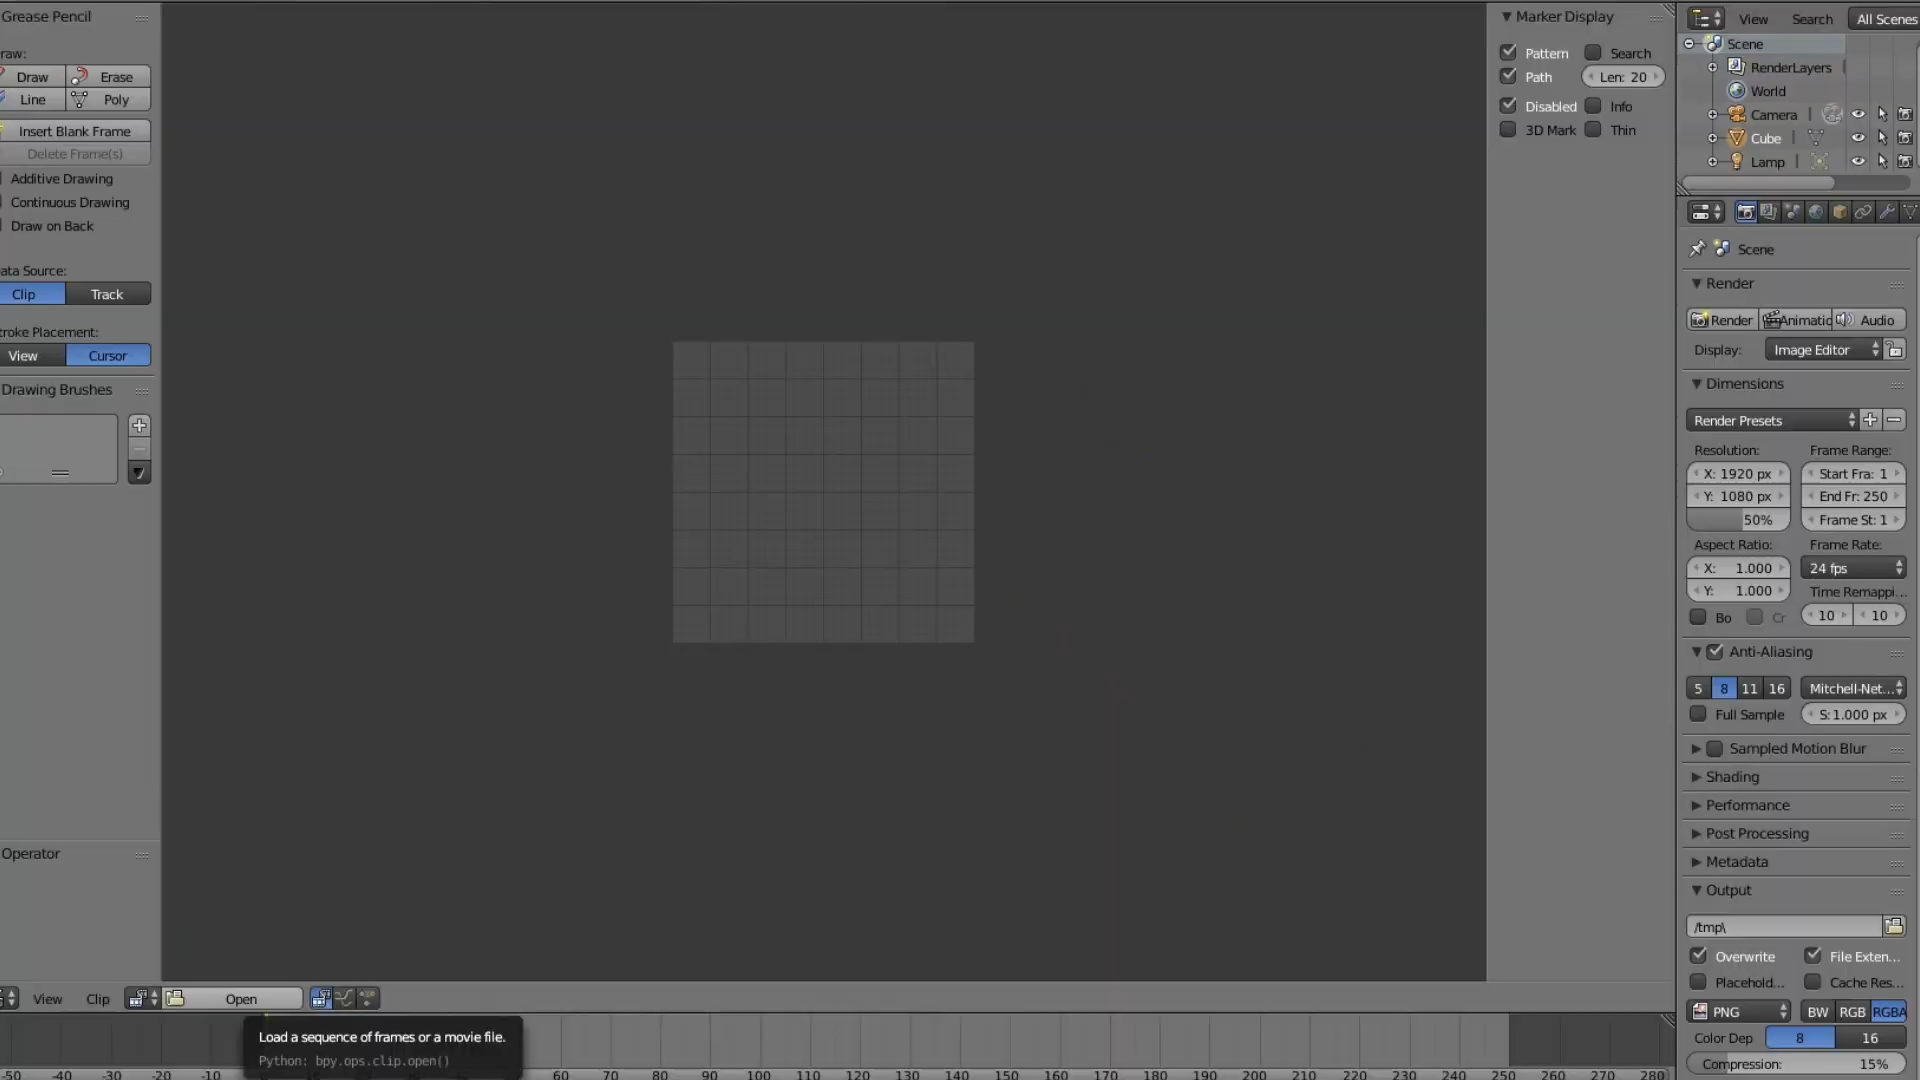 Grease Pencil
raw:
Draw
Erase
Line
Poly
Insert Blank Frame
Delete Frame(s)
Additive Drawing
Continuous Drawing
Draw on Back
ata Source:
Clip
Track
troke Placement:
View
Cursor
Drawing Brushes
Operator
Marker Display
Pattern
Search
Path
Len: 20
Disabled
Info
3D Mark
Thin
View
Search
All Scenes
Scene
RenderLayers
World
Camera
Cube
Lamp
Scene
Render
Render
Animatic
Audio
Display:
Image Editor
Dimensions
Render Presets
Resolution:
Frame Range:
X: 1920 px
Start Fra: 1
Y: 1080 px
End Fr: 250
50%
Frame St: 1
Aspect Ratio:
Frame Rate:
X: 1.000
24 fps
Y: 1.000
Time Remappi...
Bo
Cr
10
10
Anti-Aliasing
5
8
11
16
Mitchell-Net...
Full Sample
S: 1.000 px
Sampled Motion Blur
Shading
Performance
Post Processing
Metadata
Output
/tmp\
Overwrite
File Exten...
Placehold...
Cache Res...
PNG
BW
RGB
RGBA
Color Dep
8
16
Compression:
15%
View
Clip
Open
Load a sequence of frames or a movie file.
Python: bpy.ops.clip.open()
-50 -40 -30 -20 -10 60 70 80 90 100 110 120 130 140 150 160 170 180 190 200 210 220 230 240 250 260 270 280